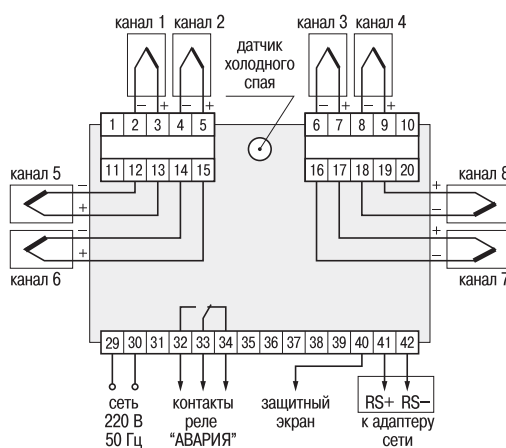 канал 1 канал 2 канал 3 канал 4
датчик
холодного
спая
– + – + – + – +
1 2 3 4 5 6 7 8 9 10
11 12 13 14 15 16 17 18 19 20
канал 5 – + канал 8 + –
канал 6 – + канал 7 + –
29 30 31 32 33 34 35 36 37 38 39 40 41 42
сеть
220 В
50 Гц
контакты
реле
"АВАРИЯ"
защитный
экран
RS+ RS–
к адаптеру
сети